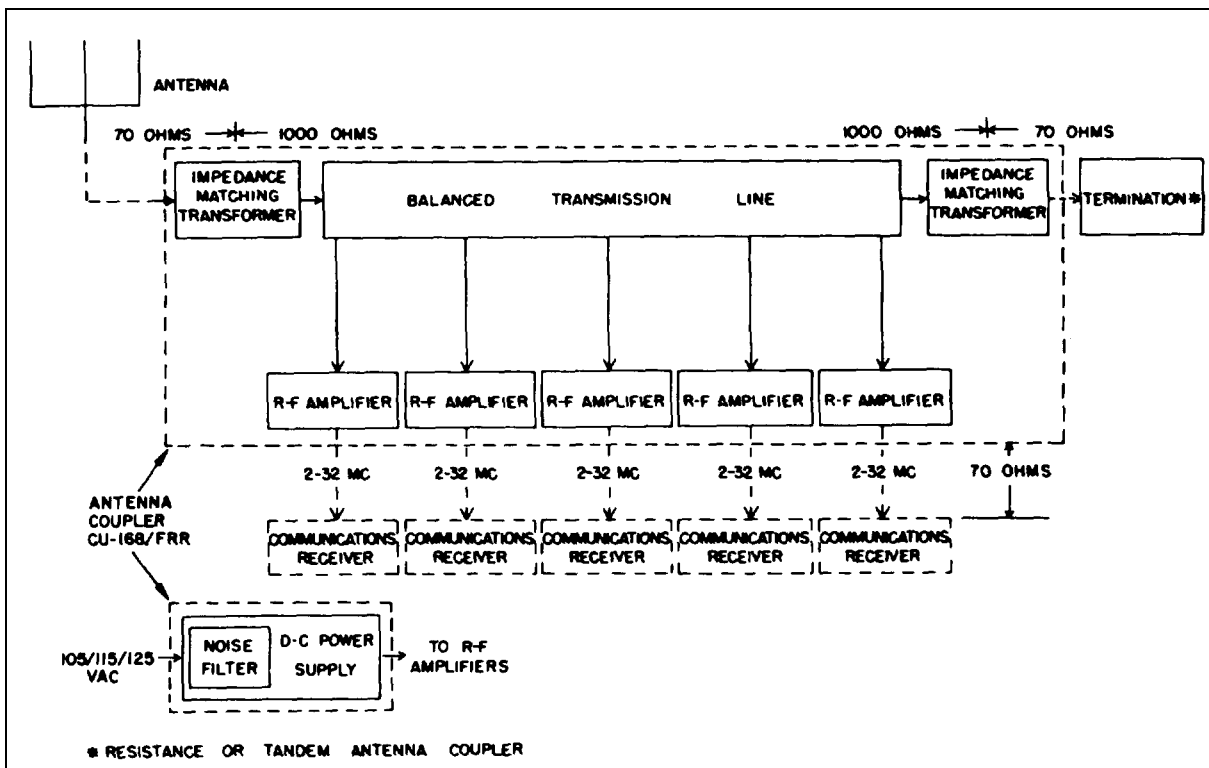 ANTENNA
70 OHMS
1000 OHMS
1000 OHMS
70 OHMS
IMPEDANCE
MATCHING
TRANSFORMER
BALANCED TRANSMISSION LINE
IMPEDANCE
MATCHING
TRANSFORMER
TERMINATION*
R-F AMPLIFIER
R-F AMPLIFIER
R-F AMPLIFIER
R-F AMPLIFIER
R-F AMPLIFIER
2-32 MC
2-32 MC
2-32 MC
2-32 MC
2-32 MC
70 OHMS
ANTENNA
COUPLER
CU-168/FRR
COMMUNICATIONS
RECEIVER
COMMUNICATIONS
RECEIVER
COMMUNICATIONS
RECEIVER
COMMUNICATIONS
RECEIVER
COMMUNICATIONS
RECEIVER
105/115/125
VAC
NOISE
FILTER
D-C POWER
SUPPLY
TO R-F
AMPLIFIERS
* RESISTANCE OR TANDEM ANTENNA COUPLER